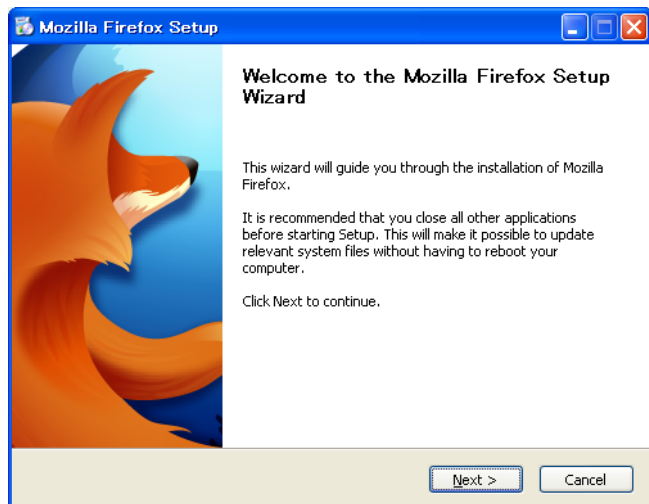 Mozilla Firefox Setup
Welcome to the Mozilla Firefox Setup
Wizard
This wizard will guide you through the installation of Mozilla
Firefox.
It is recommended that you close all other applications
before starting Setup. This will make it possible to update
relevant system files without having to reboot your
computer.
Click Next to continue.
Next >
Cancel